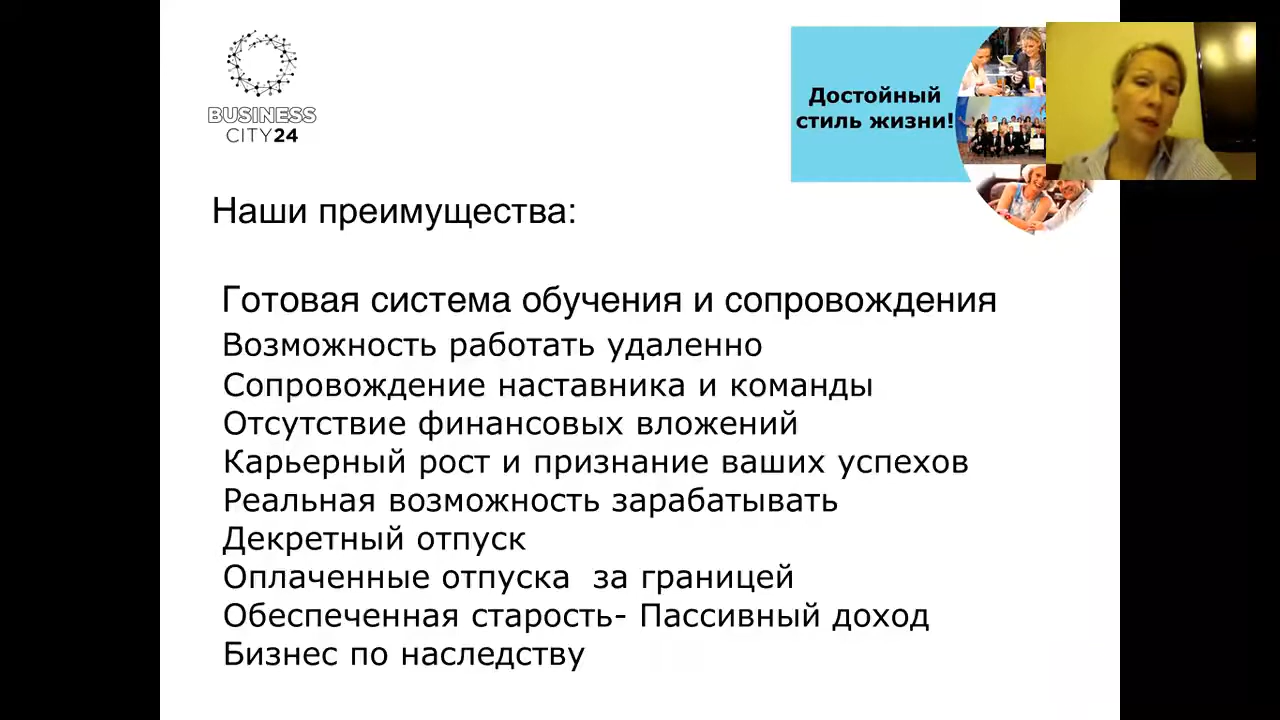 BUSINESS
CITY24
Достойный
стиль жизни!
Наши преимущества:
Готовая система обучения и сопровождения
Возможность работать удаленно
Сопровождение наставника и команды
Отсутствие финансовых вложений
Карьерный рост и признание ваших успехов
Реальная возможность зарабатывать
Декретный отпуск
Оплаченные отпуска  за границей
Обеспеченная старость- Пассивный доход
Бизнес по наследству